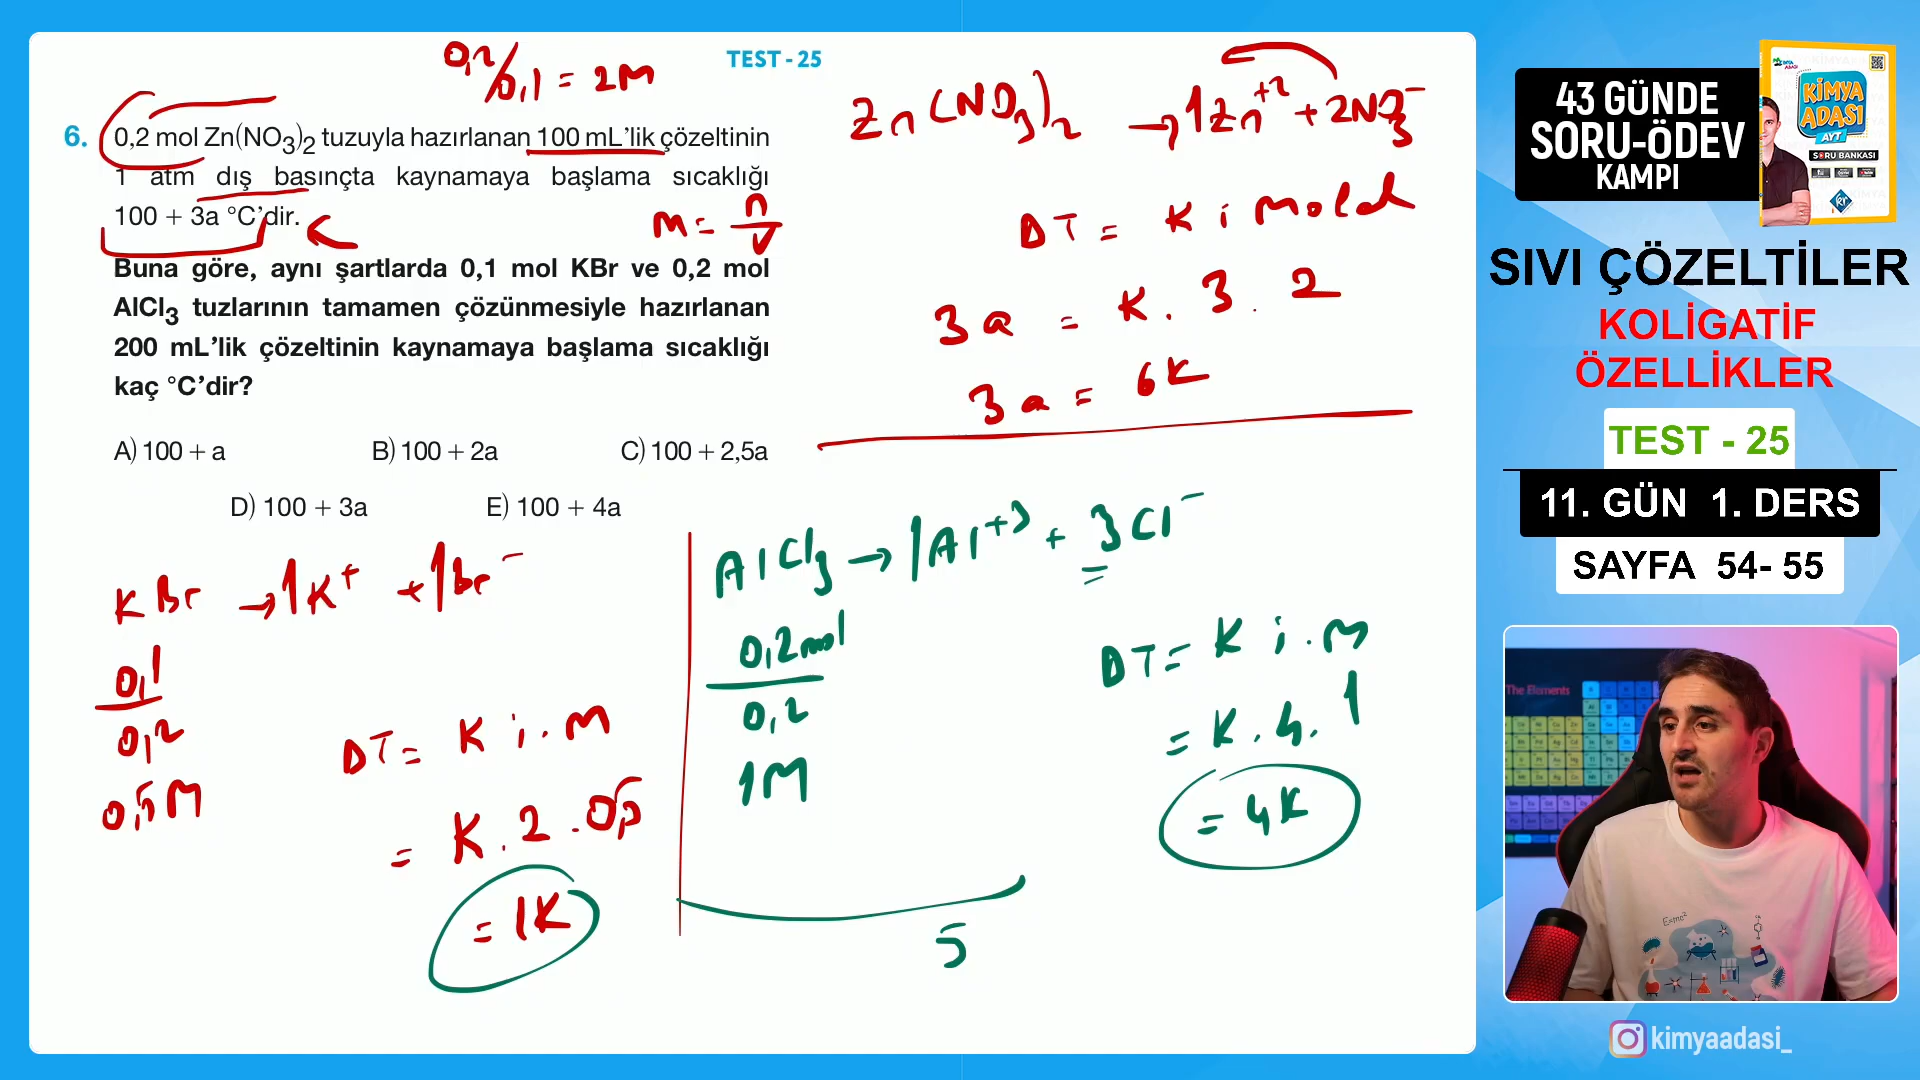 TEST - 25
0,2/0,1 = 2M
6. 0,2 mol Zn(NO3)2 tuzuyla hazırlanan 100 mL’lik çözeltinin
1 atm dış basınçta kaynamaya başlama sıcaklığı
100 + 3a °C’dir.
M = n/V
Buna göre, aynı şartlarda 0,1 mol KBr ve 0,2 mol
AlCl3 tuzlarının tamamen çözünmesiyle hazırlanan
200 mL’lik çözeltinin kaynamaya başlama sıcaklığı
kaç °C’dir?
A) 100 + a
B) 100 + 2a
C) 100 + 2,5a
D) 100 + 3a
E) 100 + 4a
Zn(NO3)2 → 1Zn+2 + 2NO3-
ΔT = K i molal
3a = K . 3 . 2
3a = 6K
KBr → 1K+ + 1Br-
0,1
0,2
0,5M
ΔT = K i . M
= K . 2 . 0,5
= 1K
AlCl3 → 1Al+3 + 3Cl-
0,2mol
0,2
1M
ΔT = K i . M
= K . 4 . 1
= 4K
5
43 GÜNDE
SORU-ÖDEV
KAMPI
KİMYA
ADASI
AYT
SORU BANKASI
SIVI ÇÖZELTİLER
KOLİGATİF
ÖZELLİKLER
TEST - 25
11. GÜN 1. DERS
SAYFA 54- 55
The Elements
E=mc²
kimyaadasi_